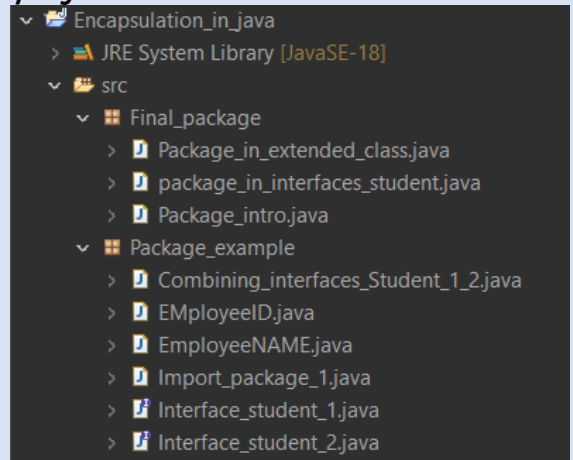 Encapsulation_in_java
JRE System Library [JavaSE-18]
src
Final_package
Package_in_extended_class.java
package_in_interfaces_student.java
Package_intro.java
Package_example
Combining_interfaces_Student_1_2.java
EMployeeID.java
EmployeeNAME.java
Import_package_1.java
Interface_student_1.java
Interface_student_2.java